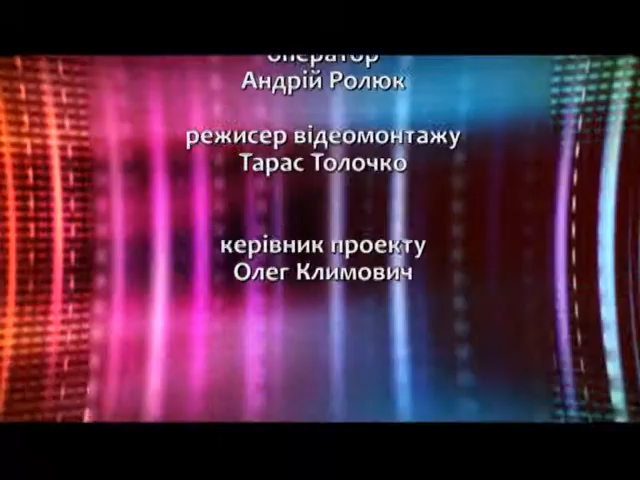 оператор
Андрій Ролюк
режисер відеомонтажу
Тарас Толочко
керівник проекту
Олег Климович